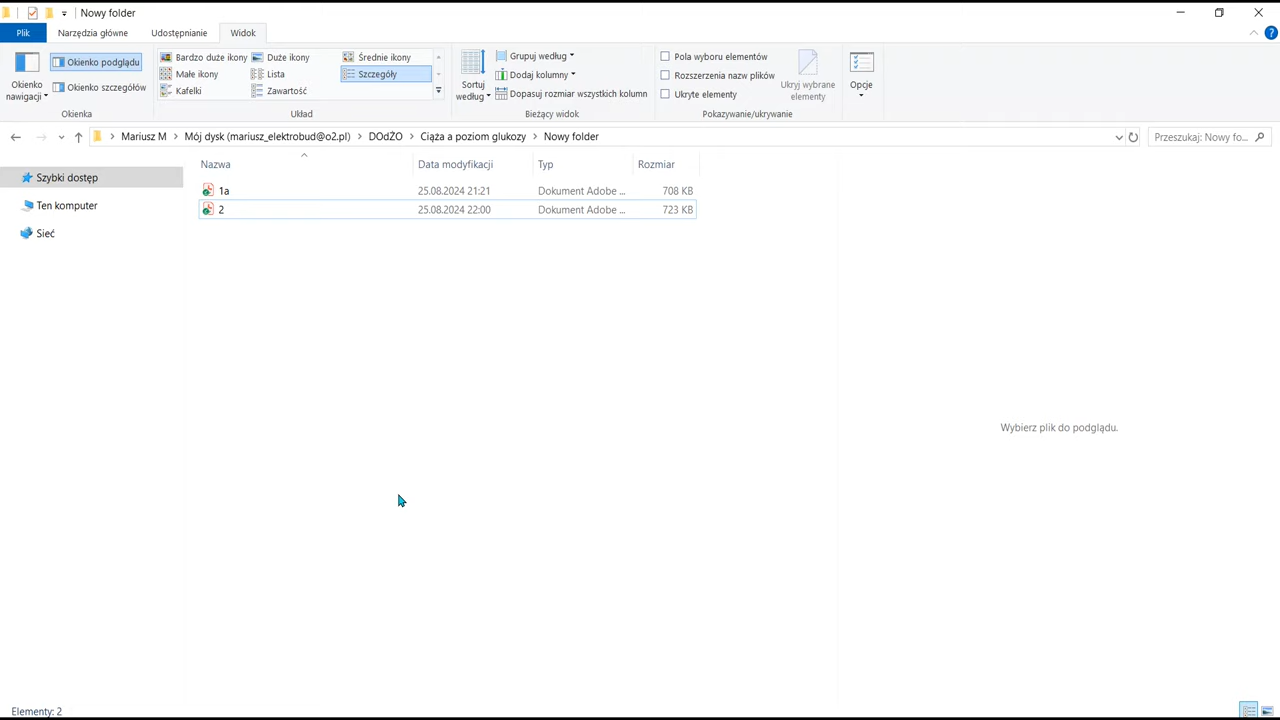 Nowy folder
Plik Narzędzia główne Udostępnianie Widok
Okienko nawigacji
Okienko podglądu
Okienko szczegółów
Okienka
Bardzo duże ikony Duże ikony Średnie ikony
Małe ikony Lista Szczegóły
Kafelki Zawartość
Układ
Sortuj według
Grupuj według
Dodaj kolumny
Dopasuj rozmiar wszystkich kolumn
Bieżący widok
Pola wyboru elementów
Rozszerzenia nazw plików
Ukryte elementy
Ukryj wybrane elementy
Pokazywanie/ukrywanie
Opcje
Mariusz M > Mój dysk (mariusz_elektrobud@o2.pl) > DOdŻO > Ciąża a poziom glukozy > Nowy folder
Przeszukaj: Nowy fo...
Szybki dostęp
Ten komputer
Sieć
Nazwa Data modyfikacji Typ Rozmiar
1a 25.08.2024 21:21 Dokument Adobe ... 708 KB
2 25.08.2024 22:00 Dokument Adobe ... 723 KB
Wybierz plik do podglądu.
Elementy: 2